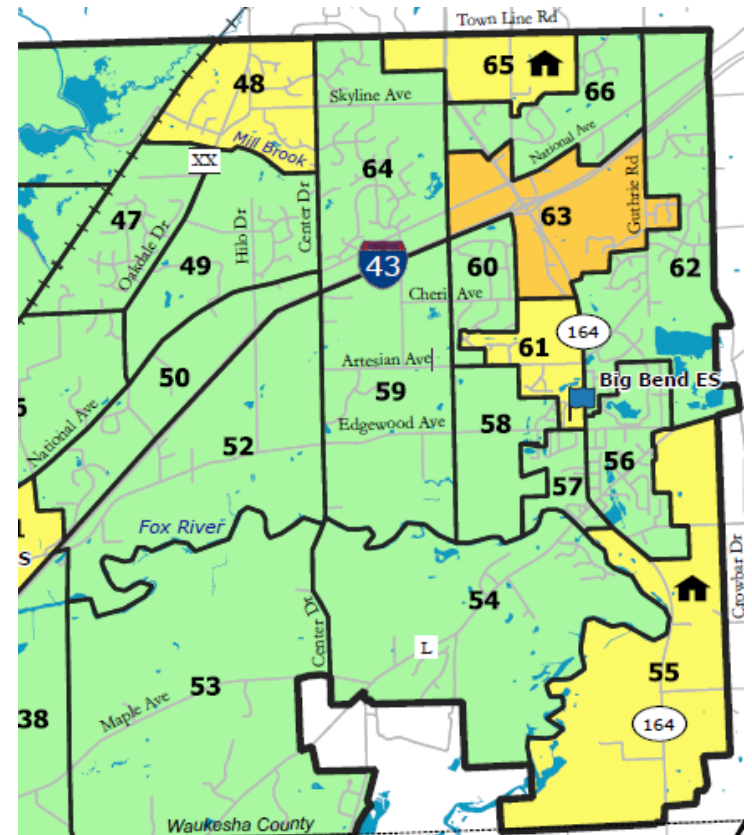 Town Line Rd
65
48
66
Skyline Ave
National Ave
Mill Brook
XX
64
Center Dr
Guthrie Rd
47
63
Hilo Dr
Oakdale Dr
49
43
60
62
Cheri Ave
164
61
Artesian Ave
50
Big Bend ES
59
National Ave
Edgewood Ave
58
52
56
57
Fox River
S
Crowbar Dr
54
Center Dr
L
55
53
Maple Ave
38
164
Waukesha County